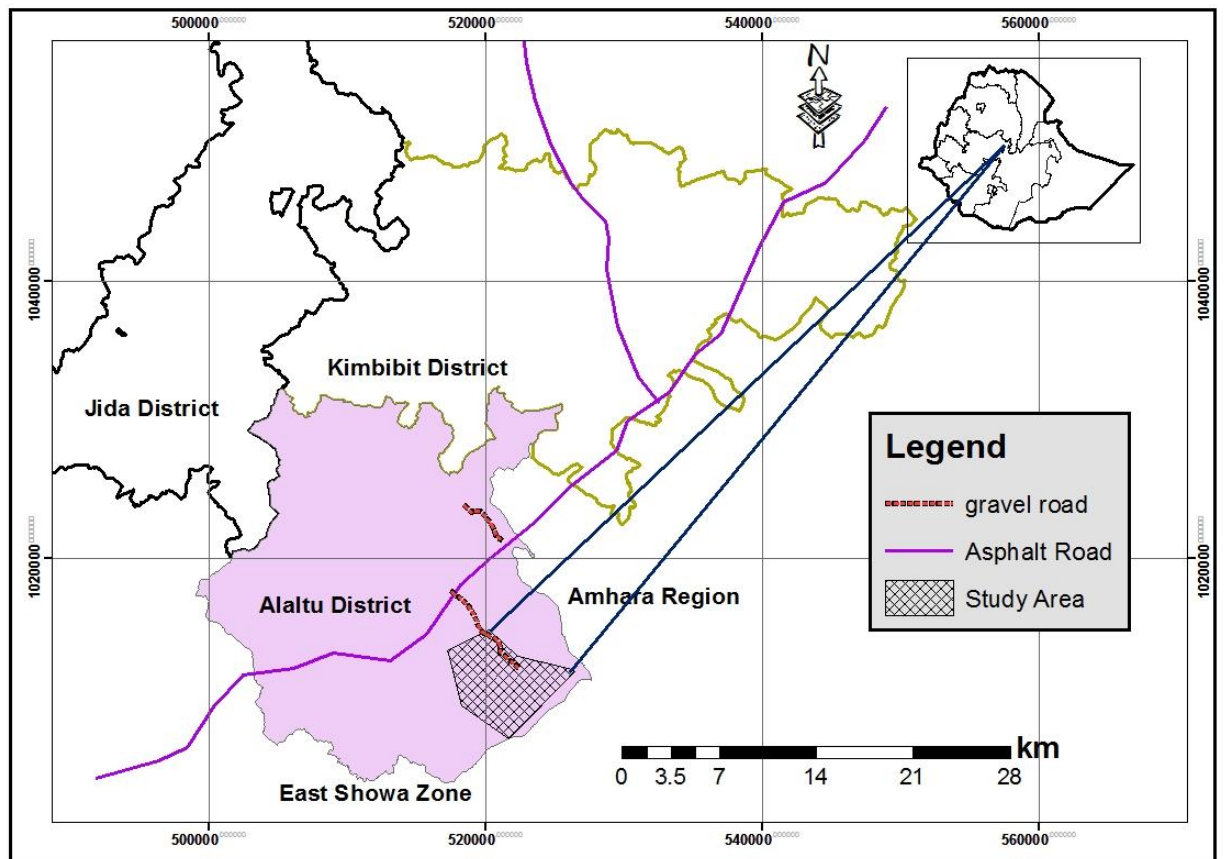 500000 520000 540000 560000
N
1040000 1040000
Kimbibit District
Jida District
Legend
gravel road
Asphalt Road
Study Area
1020000 1020000
Alaltu District
Amhara Region
km
0 3.5 7 14 21 28
East Showa Zone
500000 520000 540000 560000